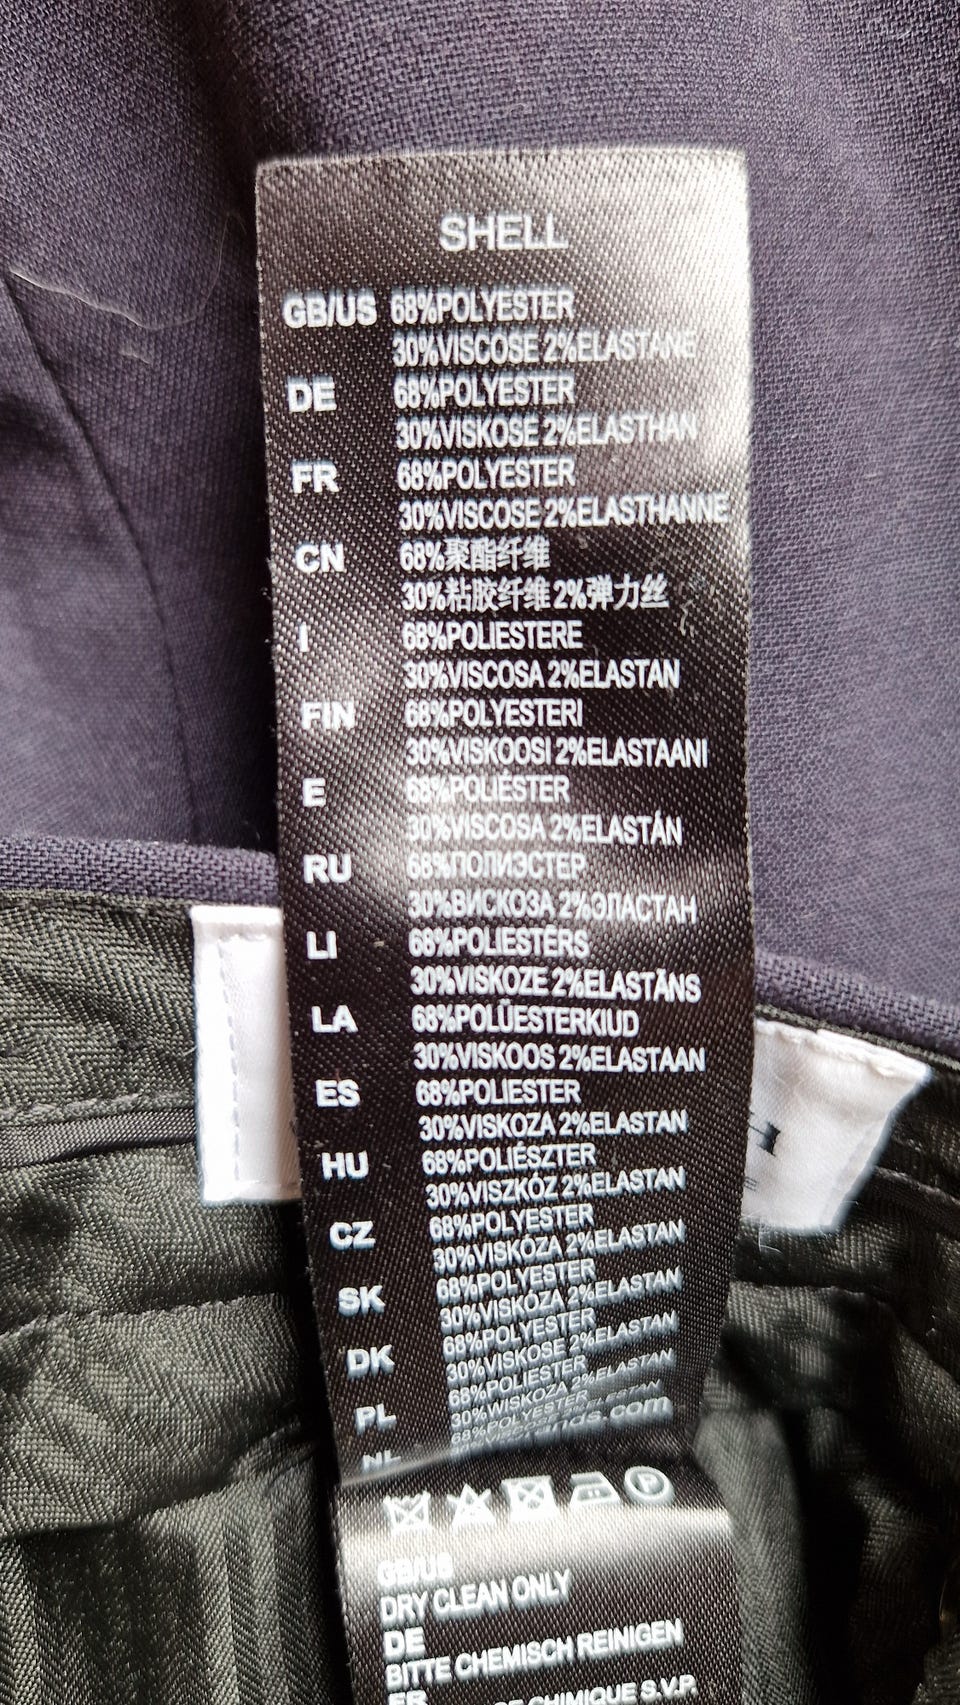 SHELL
GB/US 68%POLYESTER
30%VISCOSE 2%ELASTANE
DE 68%POLYESTER
30%VISKOSE 2%ELASTHAN
FR 68%POLYESTER
30%VISCOSE 2%ELASTHANNE
CN 68%聚酯纤维
30%粘胶纤维 2%弹力丝
I 68%POLIESTERE
30%VISCOSA 2%ELASTAN
FIN 68%POLYESTERI
30%VISKOOSI 2%ELASTAANI
E 68%POLIÉSTER
30%VISCOSA 2%ELASTÁN
RU 68%ПОЛИЭСТЕР
30%ВИСКОЗА 2%ЭЛАСТАН
LI 68%POLIESTĒRS
30%VISKOZE 2%ELASTĀNS
LA 68%POLÜESTERKIUD
30%VISKOOS 2%ELASTAAN
ES 68%POLIESTER
30%VISKOZA 2%ELASTAN
HU 68%POLIÉSZTER
30%VISZKÓZ 2%ELASTAN
CZ 68%POLYESTER
30%VISKÓZA 2%ELASTAN
SK 68%POLYESTER
30%VISKÓZA 2%ELASTAN
DK 68%POLYESTER
30%VISKOSE 2%ELASTAN
PL 68%POLIESTER
30%WISKOZA 2%ELASTAN
NL 68%POLYESTER
P
GB/US
DRY CLEAN ONLY
DE
BITTE CHEMISCH REINIGEN
FR
CHIMIQUE S.V.P.